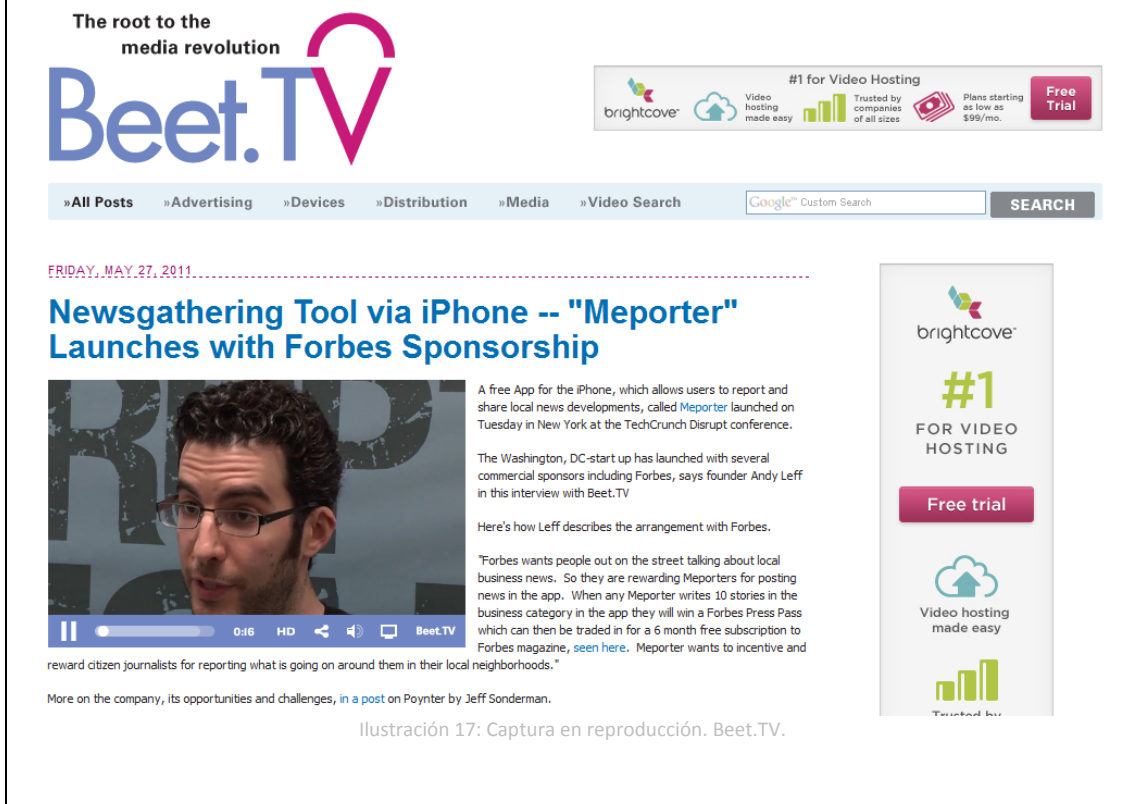 The root to the
media revolution
Beet.TV
brightcove
#1 for Video Hosting
Video
hosting
made easy
Trusted by
companies
of all sizes
Plans starting
as low as
$99/mo.
Free
Trial
»All Posts »Advertising »Devices »Distribution »Media »Video Search
Google™ Custom Search
SEARCH
FRIDAY, MAY 27, 2011
Newsgathering Tool via iPhone -- "Meporter"
Launches with Forbes Sponsorship
A free App for the iPhone, which allows users to report and
share local news developments, called Meporter launched on
Tuesday in New York at the TechCrunch Disrupt conference.
The Washington, DC-start up has launched with several
commercial sponsors including Forbes, says founder Andy Leff
in this interview with Beet.TV
Here's how Leff describes the arrangement with Forbes.
"Forbes wants people out on the street talking about local
business news. So they are rewarding Meporters for posting
news in the app. When any Meporter writes 10 stories in the
business category in the app they will win a Forbes Press Pass
which can then be traded in for a 6 month free subscription to
Forbes magazine, seen here. Meporter wants to incentive and
reward citizen journalists for reporting what is going on around them in their local neighborhoods."
0:16 HD Beet.TV
More on the company, its opportunities and challenges, in a post on Poynter by Jeff Sonderman.
brightcove
#1
FOR VIDEO
HOSTING
Free trial
Video hosting
made easy
Trusted by
Ilustración 17: Captura en reproducción. Beet.TV.